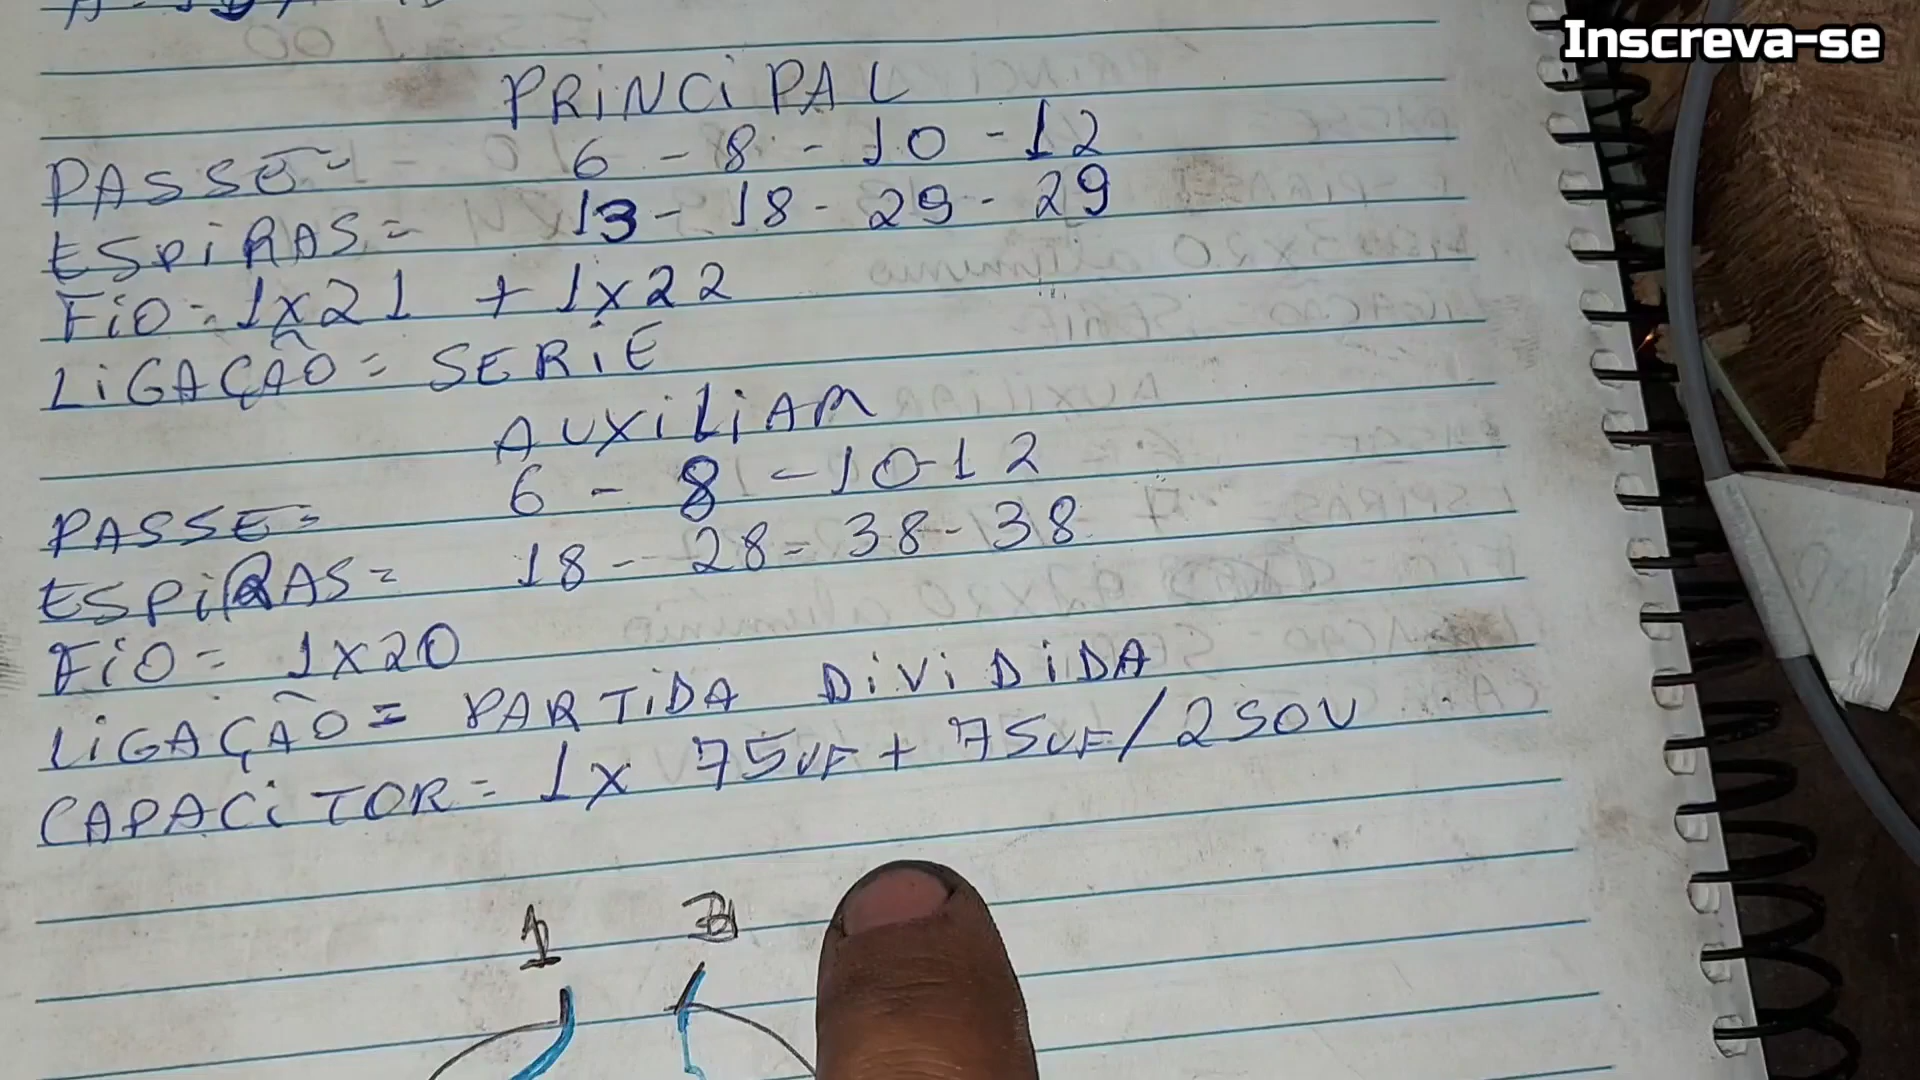 Inscreva-se
PRiNCiPAL
PASSE= 6 - 8 - 10 - 12
ESPiRAS= 13 - 18 - 29 - 29
FiO= 1x21 + 1x22
LiGAÇÃO= SERiE
AUXiLiAR
PASSE= 6 - 8 - 10-12
ESPiRAS= 18 - 28 = 38 - 38
FiO= 1x20
LiGAÇÃO= PARTiDA DiViDiDA
CAPACiTOR= 1x 75UF + 75UF/250V
1